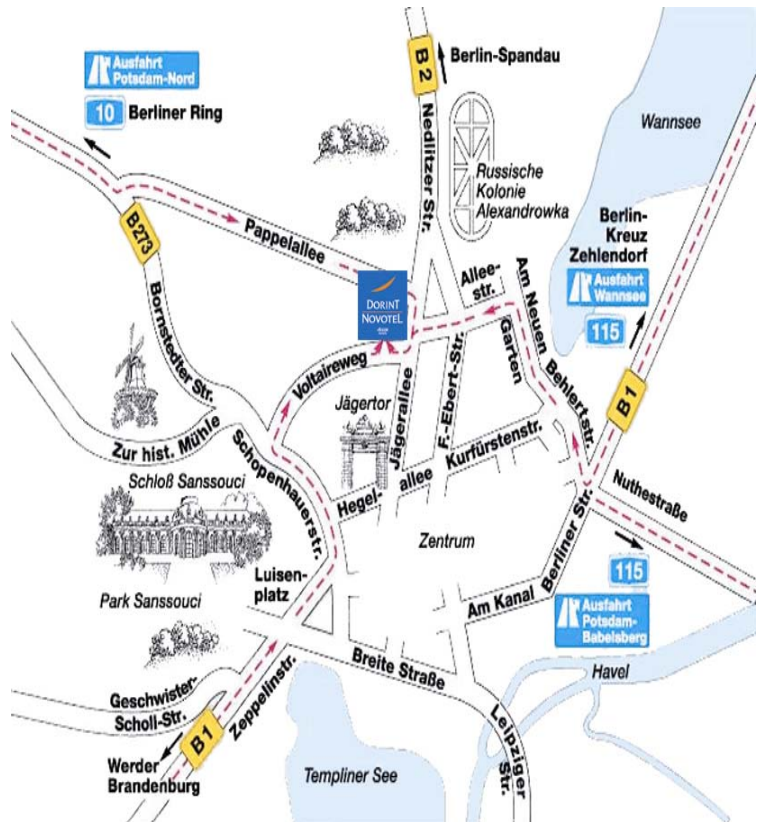 Ausfahrt
Potsdam-Nord
10 Berliner Ring
B 2
Berlin-Spandau
Wannsee
Nedlitzer Str.
Russische
Kolonie
Alexandrowka
B 273
Pappelallee
Berlin-
Kreuz
Zehlendorf
Ausfahrt
Wannsee
115
DORINT
NOVOTEL
Allee-
str.
Am Neuen
Garten
Behlertstr.
B1
Bornstedter Str.
Voltaireweg
Jägerallee
F.-Ebert-Str.
Jägertor
Zur hist. Mühle
Schopenhauerstr.
Hegel-
allee
Kurfürstenstr.
Schloß Sanssouci
Nuthestraße
Zentrum
Berliner Str.
115
Ausfahrt
Potsdam-
Babelsberg
Luisen-
platz
Am Kanal
Park Sanssouci
Breite Straße
Havel
Geschwister-
Scholl-Str.
B1
Zeppelinstr.
Leipziger
Str.
Werder
Brandenburg
Templiner See